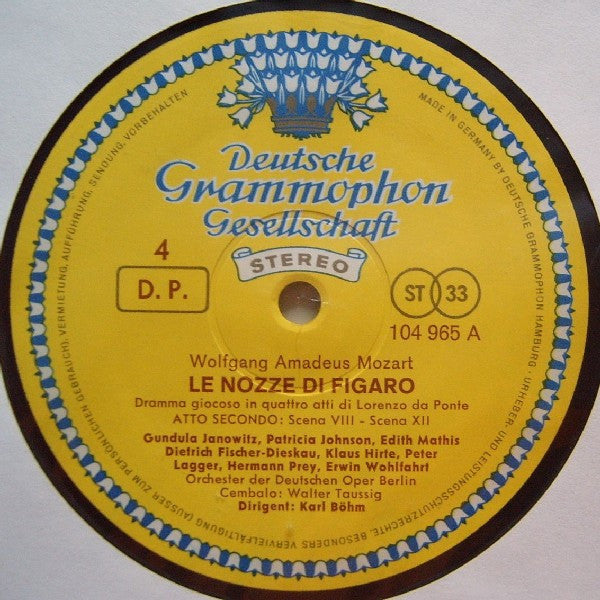 Deutsche
Grammophon
Gesellschaft
STEREO
4
D. P.
ST 33
104 965 A
Wolfgang Amadeus Mozart
LE NOZZE DI FIGARO
Dramma giocoso in quattro atti di Lorenzo da Ponte
ATTO SECONDO: Scena VIII - Scena XII
Gundula Janowitz, Patricia Johnson, Edith Mathis
Dietrich Fischer-Dieskau, Klaus Hirte, Peter
Lagger, Hermann Prey, Erwin Wohlfahrt
Orchester der Deutschen Oper Berlin
Cembalo: Walter Taussig
Dirigent: Karl Böhm
MADE IN GERMANY BY DEUTSCHE GRAMMOPHON HAMBURG. URHEBER- UND LEISTUNGSSCHUTZRECHTE, BESONDERS VERVIELFÄLTIGUNG (AUSSER ZUM PERSÖNLICHEN GEBRAUCH), VERMIETUNG, AUFFÜHRUNG, SENDUNG, VORBEHALTEN